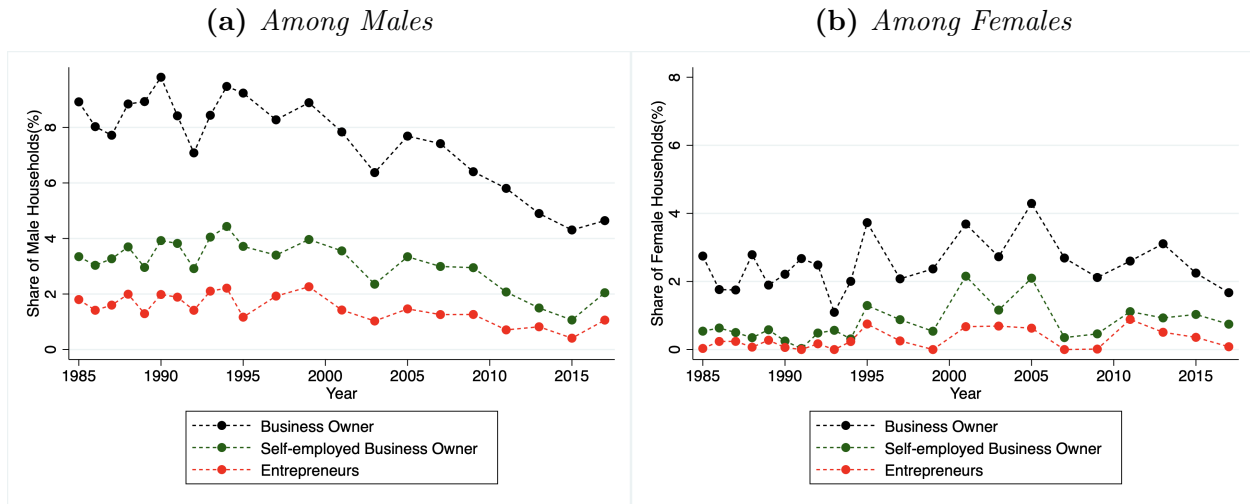 (a) Among Males
Share of Male Households(%)
8
6
4
2
0
1985 1990 1995 2000 2005 2010 2015
Year
Business Owner
Self-employed Business Owner
Entrepreneurs
(b) Among Females
Share of Female Households(%)
8
6
4
2
0
1985 1990 1995 2000 2005 2010 2015
Year
Business Owner
Self-employed Business Owner
Entrepreneurs